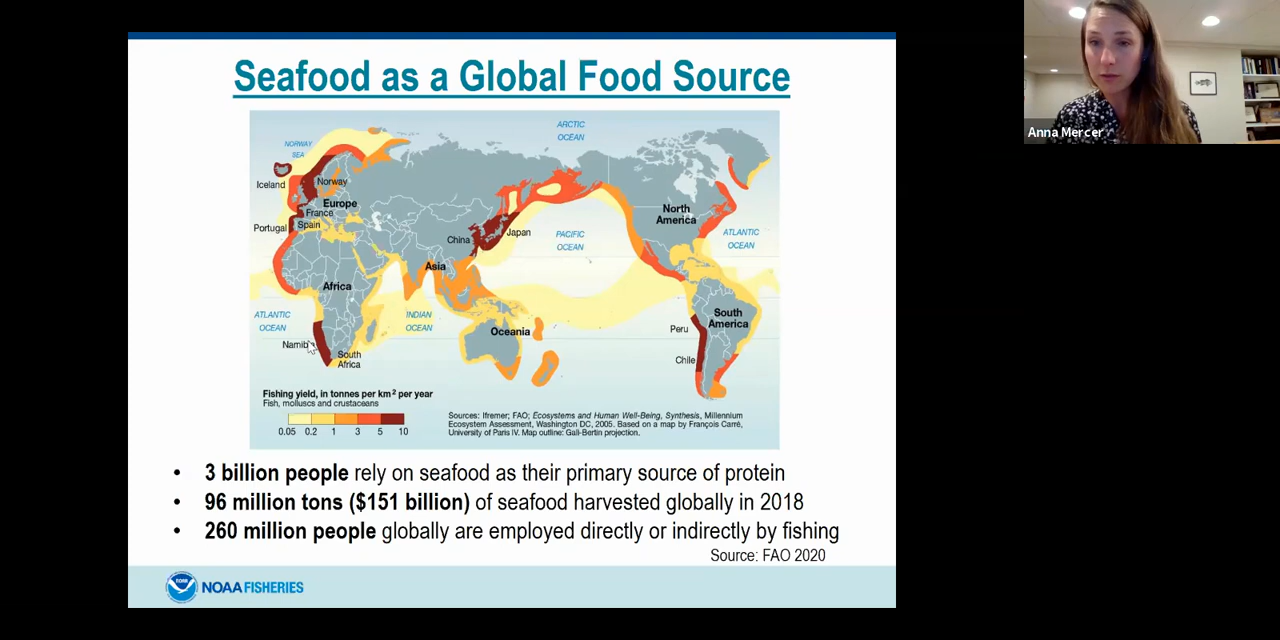 Seafood as a Global Food Source
ARCTIC
OCEAN
NORWAY
SEA
Iceland
Norway
Europe
France
Portugal
Spain
North
America
China
Japan
PACIFIC
OCEAN
ATLANTIC
OCEAN
Asia
Africa
ATLANTIC
OCEAN
INDIAN
OCEAN
Oceania
South
America
Peru
Namib
South
Africa
Chile
Fishing yield, in tonnes per km² per year
Fish, molluscs and crustaceans
0.05 0.2 1 3 5 10
Sources: Ifremer; FAO; Ecosystems and Human Well-Being, Synthesis, Millennium
Ecosystem Assessment, Washington DC, 2005. Based on a map by François Carré,
University of Paris IV. Map outline: Gall-Bertin projection.
• 3 billion people rely on seafood as their primary source of protein
• 96 million tons ($151 billion) of seafood harvested globally in 2018
• 260 million people globally are employed directly or indirectly by fishing
Source: FAO 2020
NOAA FISHERIES
Anna Mercer